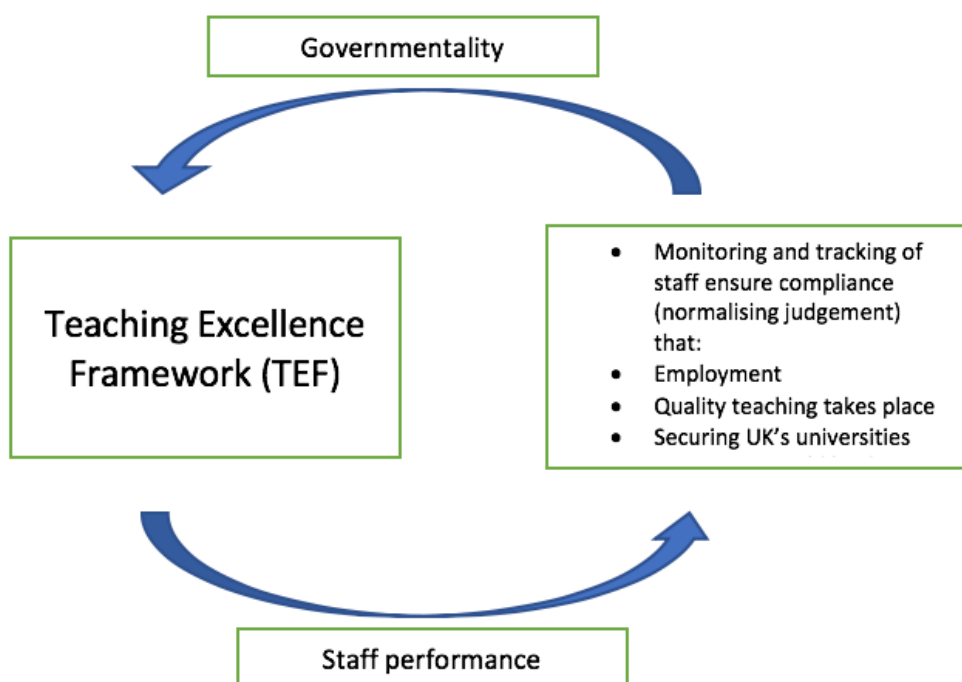 Governmentality
Teaching Excellence
Framework (TEF)
• Monitoring and tracking of
staff ensure compliance
(normalising judgement)
that:
• Employment
• Quality teaching takes place
• Securing UK's universities
Staff performance